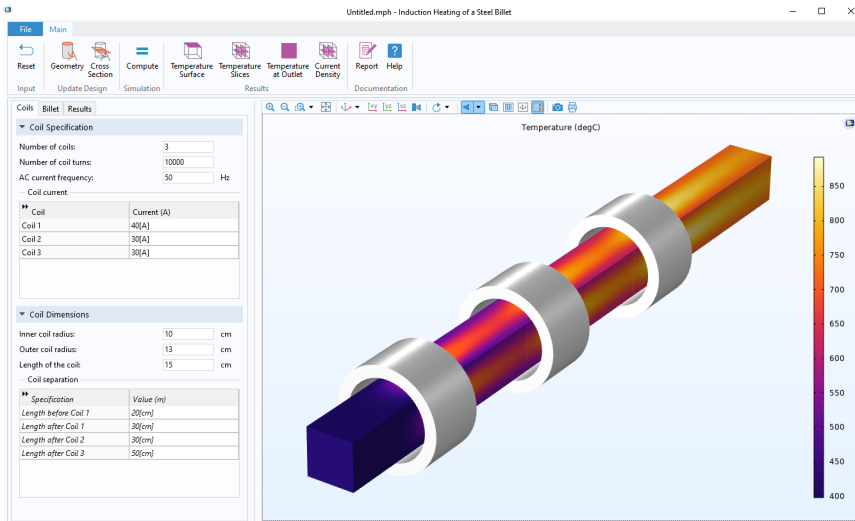 Untitled.mph - Induction Heating of a Steel Billet
File Main
Reset
Geometry
Cross Section
Compute
Temperature Surface
Temperature Slices
Temperature at Outlet
Current Density
Report
Help
Input
Update Design
Simulation
Results
Documentation
Coils Billet Results
Coil Specification
Number of coils: 3
Number of coil turns: 10000
AC current frequency: 50 Hz
Coil current
Coil Current (A)
Coil 1 40[A]
Coil 2 30[A]
Coil 3 30[A]
Coil Dimensions
Inner coil radius: 10 cm
Outer coil radius: 13 cm
Length of the coil: 15 cm
Coil separation
Specification Value (m)
Length before Coil 1 20[cm]
Length after Coil 1 30[cm]
Length after Coil 2 30[cm]
Length after Coil 3 50[cm]
xy yz xz
Temperature (degC)
850
800
750
700
650
600
550
500
450
400